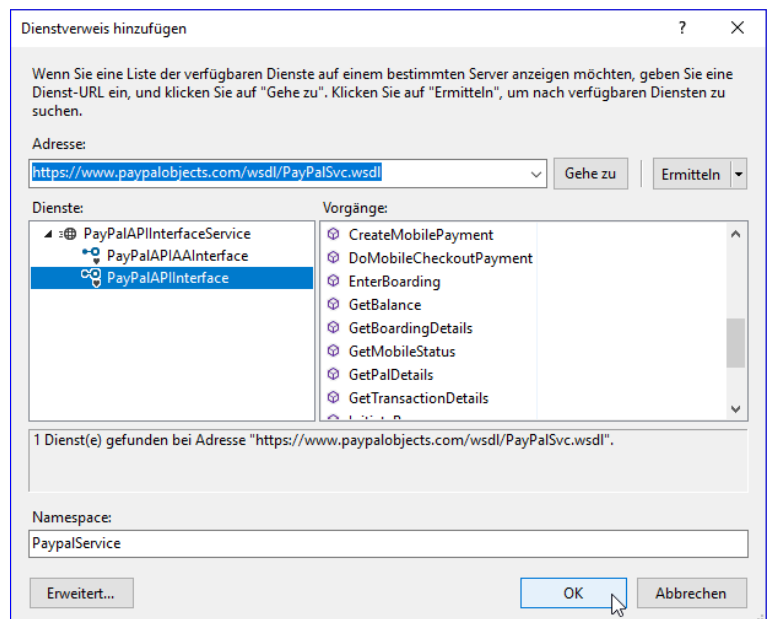 Dienstverweis hinzufügen
Wenn Sie eine Liste der verfügbaren Dienste auf einem bestimmten Server anzeigen möchten, geben Sie eine
Dienst-URL ein, und klicken Sie auf "Gehe zu". Klicken Sie auf "Ermitteln", um nach verfügbaren Diensten zu
suchen.
Adresse:
https://www.paypalobjects.com/wsdl/PayPalSvc.wsdl
Gehe zu
Ermitteln
Dienste:
Vorgänge:
PayPalAPIInterfaceService
PayPalAPIAAInterface
PayPalAPIInterface
CreateMobilePayment
DoMobileCheckoutPayment
EnterBoarding
GetBalance
GetBoardingDetails
GetMobileStatus
GetPalDetails
GetTransactionDetails
1 Dienst(e) gefunden bei Adresse "https://www.paypalobjects.com/wsdl/PayPalSvc.wsdl".
Namespace:
PaypalService
Erweitert...
OK
Abbrechen